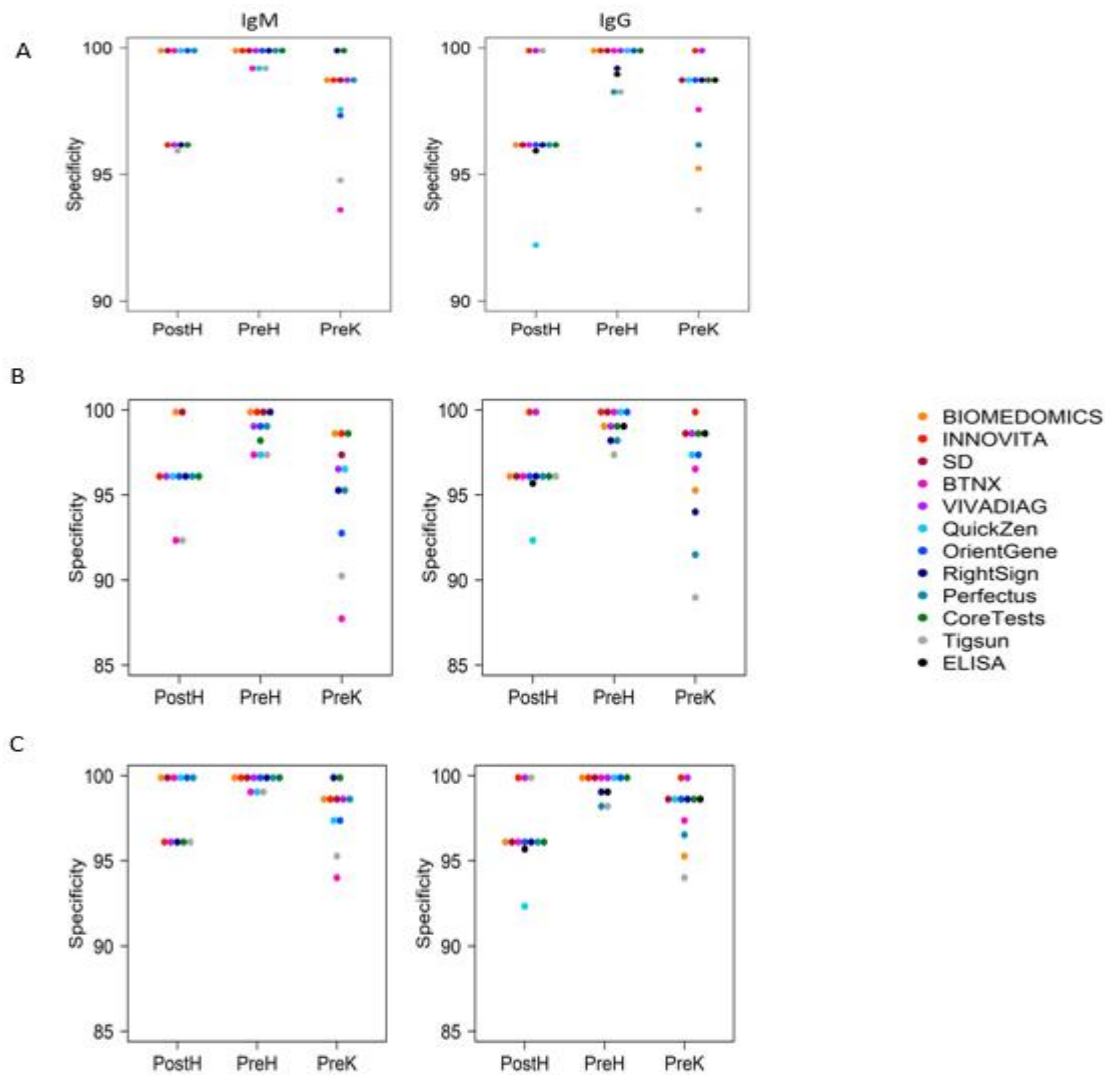 IgM IgG
A
100
95
90
Specificity
PostH PreH PreK
100
95
90
Specificity
PostH PreH PreK
B
100
95
90
85
Specificity
PostH PreH PreK
100
95
90
85
Specificity
PostH PreH PreK
BIOMEDOMICS
INNOVITA
SD
BTNX
VIVADIAG
QuickZen
OrientGene
RightSign
Perfectus
CoreTests
Tigsun
ELISA
C
100
95
90
85
Specificity
PostH PreH PreK
100
95
90
85
Specificity
PostH PreH PreK